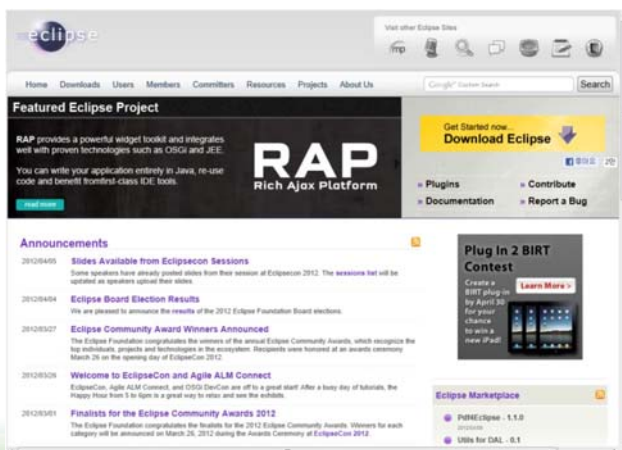 eclipse
Visit other Eclipse Sites
Home Downloads Users Members Committers Resources Projects About Us
Google Custom Search
Search
Featured Eclipse Project
RAP provides a powerful widget toolkit and integrates
well with proven technologies such as OSGi and JEE.
You can write your application entirely in Java, re-use
code and benefit fromfirst-class IDE tools.
read more
RAP
Rich Ajax Platform
Get Started now...
Download Eclipse
» Plugins
» Contribute
» Documentation
» Report a Bug
Announcements
2012/04/05 Slides Available from Eclipsecon Sessions
Some speakers have already posted slides from their session at Eclipsecon 2012. The sessions list will be
updated as speakers upload their slides.
2012/04/04 Eclipse Board Election Results
We are pleased to announce the results of the 2012 Eclipse Foundation Board elections.
2012/03/27 Eclipse Community Award Winners Announced
The Eclipse Foundation congratulates the winners of the annual Eclipse Community Awards, which recognize the
top individuals, projects and technologies in the ecosystem. Recipients were honored at an awards ceremony
March 26 on the opening day of EclipseCon 2012.
2012/03/26 Welcome to EclipseCon and Agile ALM Connect
EclipseCon, Agile ALM Connect, and OSGi DevCon are off to a great start! After a busy day of tutorials, the
Happy Hour from 5 to 6pm is a great way to relax and see the exhibits.
2012/03/01 Finalists for the Eclipse Community Awards 2012
The Eclipse Foundation congratulates the finalists for the 2012 Eclipse Community Awards. Winners for each
category will be announced on March 26, 2012 during the Awards Ceremony at EclipseCon 2012.
Plug In 2 BIRT
Contest
Create a
BIRT plug-in
by April 30
for your
chance
to win a
new iPad!
Learn More >
Eclipse Marketplace
PdfEclipse - 1.1.0
Utils for DAL - 0.1